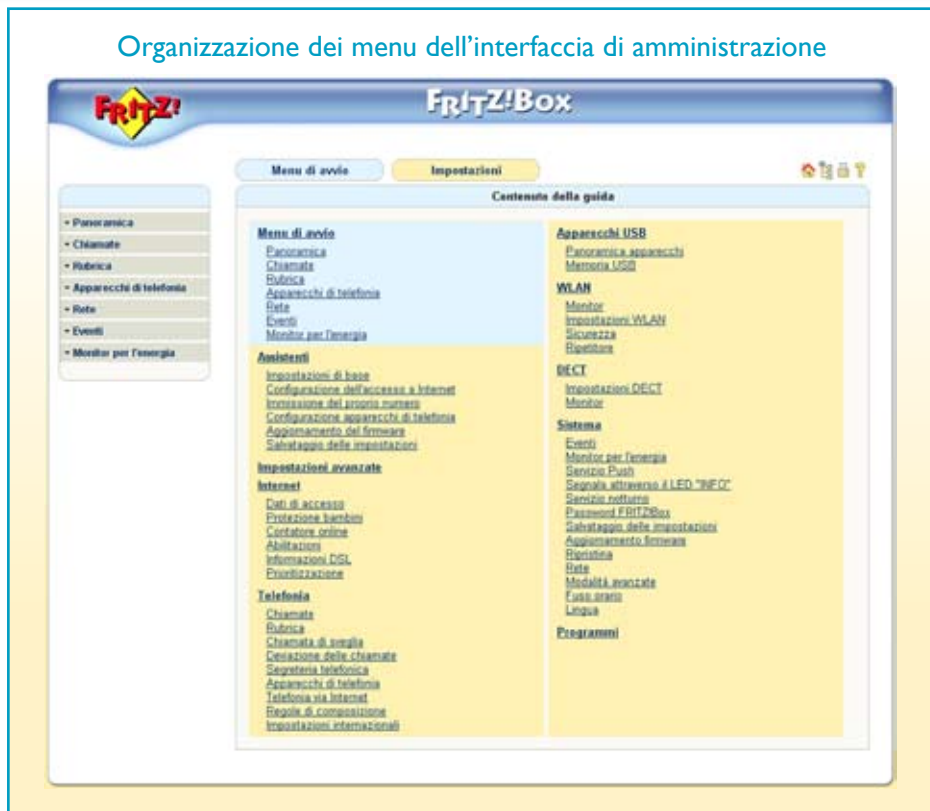 Organizzazione dei menu dell'interfaccia di amministrazione
FRITZ!
FRITZ!Box
Menu di avvio
Impostazioni
Contenuto della guida
Panoramica
Chiamate
Rubrica
Apparecchi di telefonia
Rete
Eventi
Monitor per l'energia
Menu di avvio
Panoramica
Chiamate
Rubrica
Apparecchi di telefonia
Rete
Eventi
Monitor per l'energia
Assistenti
Impostazioni di base
Configurazione dell'accesso a Internet
Immissione del proprio numero
Configurazione apparecchi di telefonia
Aggiornamento del firmware
Salvataggio delle impostazioni
Impostazioni avanzate
Internet
Dati di accesso
Protezione bambini
Contatore online
Abilitazioni
Informazioni DSL
Prioritizzazione
Telefonia
Chiamate
Rubrica
Chiamata di sveglia
Deviazione delle chiamate
Segreteria telefonica
Apparecchi di telefonia
Telefonia via Internet
Regole di composizione
Impostazioni internazionali
Apparecchi USB
Panoramica apparecchi
Memoria USB
WLAN
Monitor
Impostazioni WLAN
Sicurezza
Ripetitore
DECT
Impostazioni DECT
Monitor
Sistema
Eventi
Monitor per l'energia
Servizio Push
Segnala attraverso il LED "INFO"
Servizio notturno
Password FRITZ!Box
Salvataggio delle impostazioni
Aggiornamento firmware
Ripristina
Rete
Modalità avanzate
Fuso orario
Lingua
Programmi